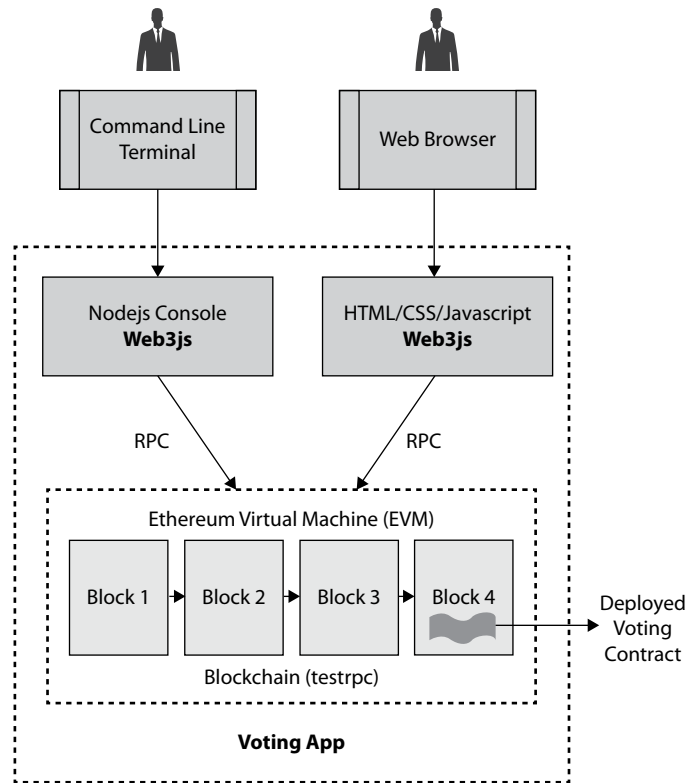 Command Line
Terminal
Web Browser
Nodejs Console
Web3js
HTML/CSS/Javascript
Web3js
RPC
RPC
Ethereum Virtual Machine (EVM)
Block 1
Block 2
Block 3
Block 4
Deployed
Voting
Contract
Blockchain (testrpc)
Voting App